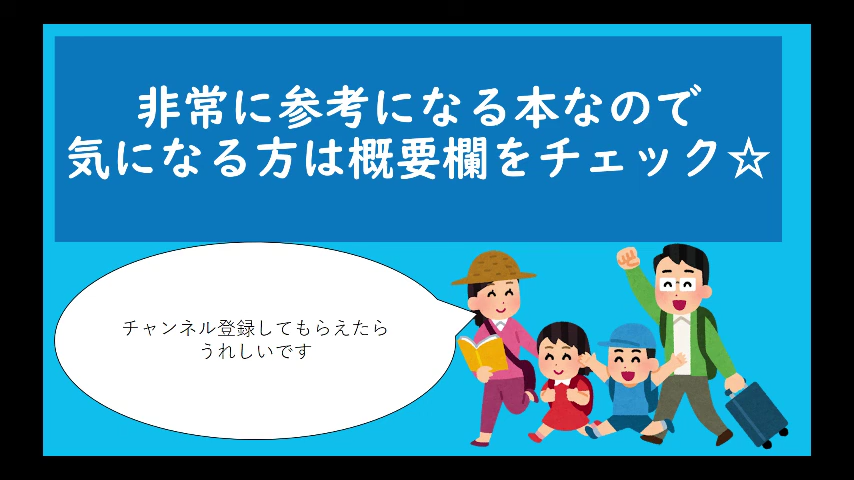 非常に参考になる本なので
気になる方は概要欄をチェック☆
チャンネル登録してもらえたら
うれしいです